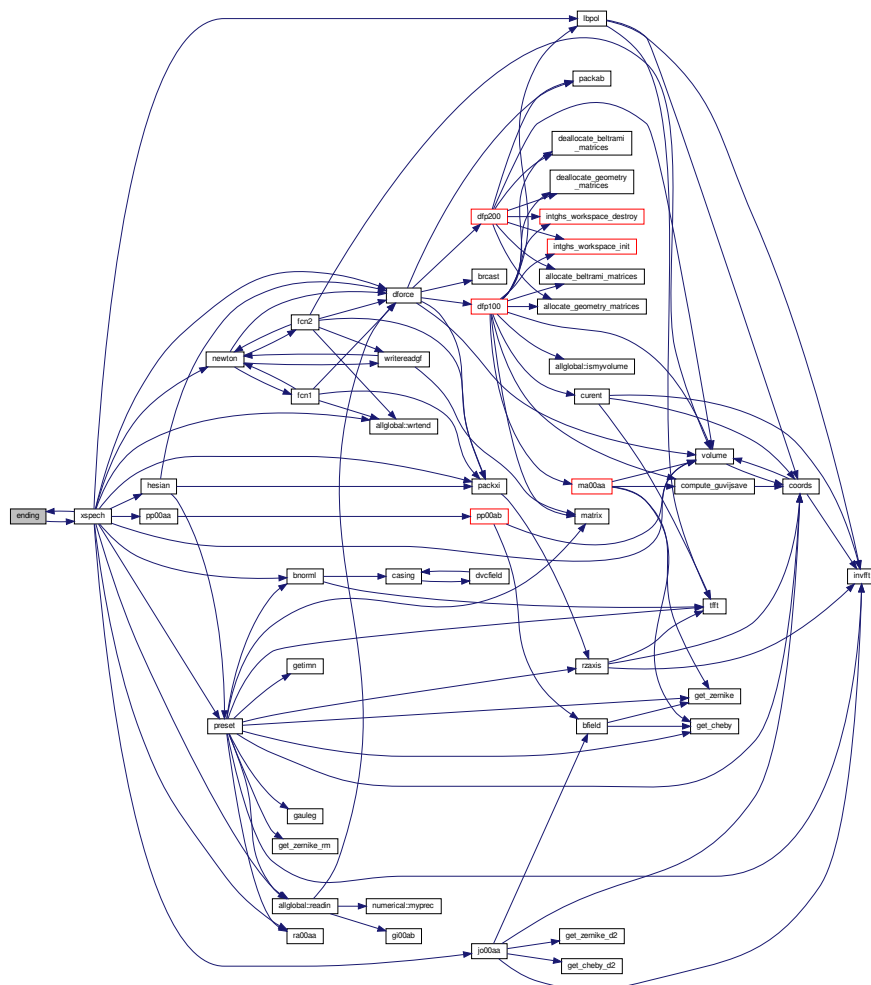 lbpol
packab
deallocate_beltrami
_matrices
deallocate_geometry
_matrices
dfp200
intghs_workspace_destroy
intghs_workspace_init
brcast
allocate_beltrami_matrices
dforce
dfp100
allocate_geometry_matrices
fcn2
newton
writereadgf
allglobal::ismyvolume
fcn1
curent
allglobal::wrtend
volume
hesian
packxi
ma00aa
compute_guvijsave
coords
ending
xspech
pp00aa
pp00ab
matrix
bnorml
casing
dvcfield
invfft
tfft
getimn
rzaxis
get_zernike
preset
bfield
get_cheby
gauleg
get_zernike_rm
allglobal::readin
numerical::myprec
ra00aa
gi00ab
jo00aa
get_zernike_d2
get_cheby_d2